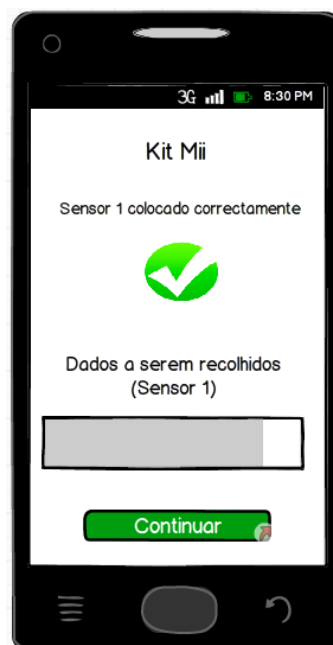 3G 8:30 PM
Kit Mii
Sensor 1 colocado correctamente
Dados a serem recolhidos
(Sensor 1)
Continuar